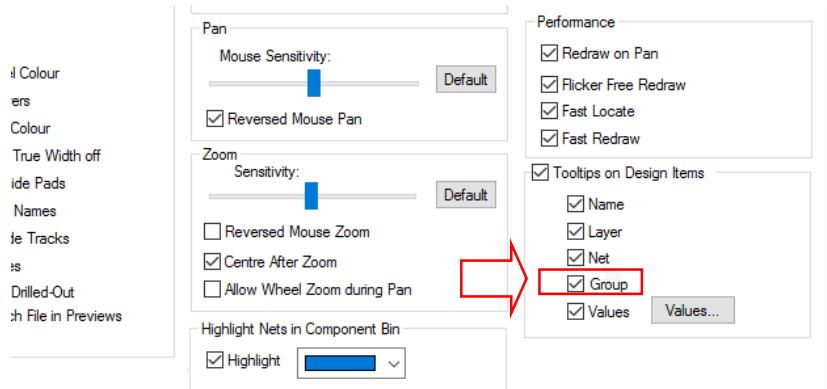 l Colour
ers
Colour
True Width off
ide Pads
Names
le Tracks
es
Drilled-Out
ch File in Previews
Pan
Mouse Sensitivity:
Default
Reversed Mouse Pan
Zoom
Sensitivity:
Default
Reversed Mouse Zoom
Centre After Zoom
Allow Wheel Zoom during Pan
Highlight Nets in Component Bin
Highlight
Performance
Redraw on Pan
Flicker Free Redraw
Fast Locate
Fast Redraw
Tooltips on Design Items
Name
Layer
Net
Group
Values
Values...